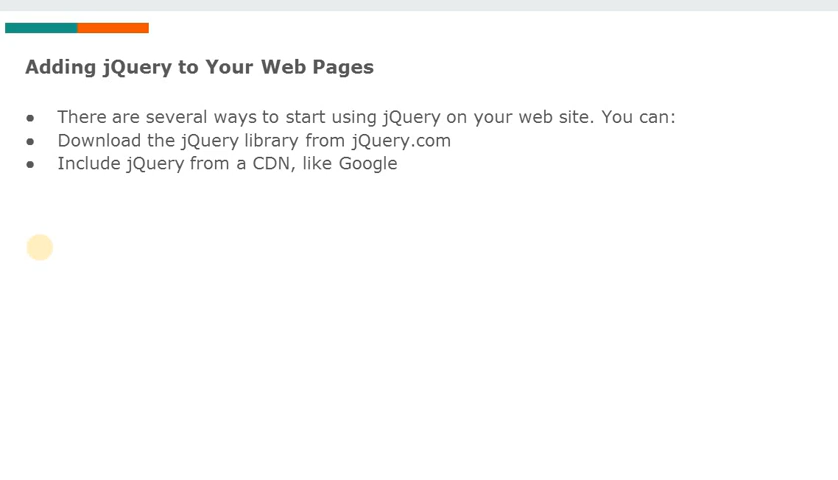 Adding jQuery to Your Web Pages
● There are several ways to start using jQuery on your web site. You can:
● Download the jQuery library from jQuery.com
● Include jQuery from a CDN, like Google